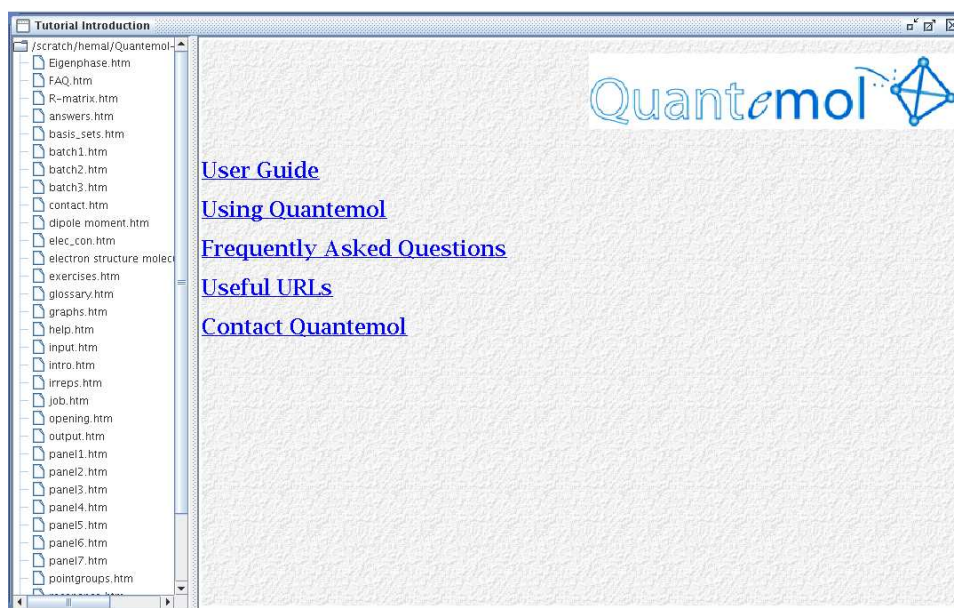 Tutorial Introduction
/scratch/hemal/Quantemol-
Eigenphase.htm
FAQ.htm
R-matrix.htm
answers.htm
basis_sets.htm
batch1.htm
batch2.htm
batch3.htm
contact.htm
dipole moment.htm
elec_con.htm
electron structure molecu
exercises.htm
glossary.htm
graphs.htm
help.htm
input.htm
intro.htm
irreps.htm
job.htm
opening.htm
output.htm
panel1.htm
panel2.htm
panel3.htm
panel4.htm
panel5.htm
panel6.htm
panel7.htm
pointgroups.htm
Quantemol
User Guide
Using Quantemol
Frequently Asked Questions
Useful URLs
Contact Quantemol